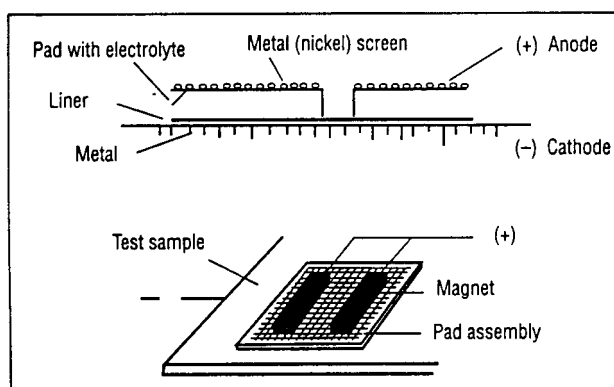 Metal (nickel) screen
(+) Anode
Pad with electrolyte
Liner
Metal
(−) Cathode
Test sample
(+)
Magnet
Pad assembly